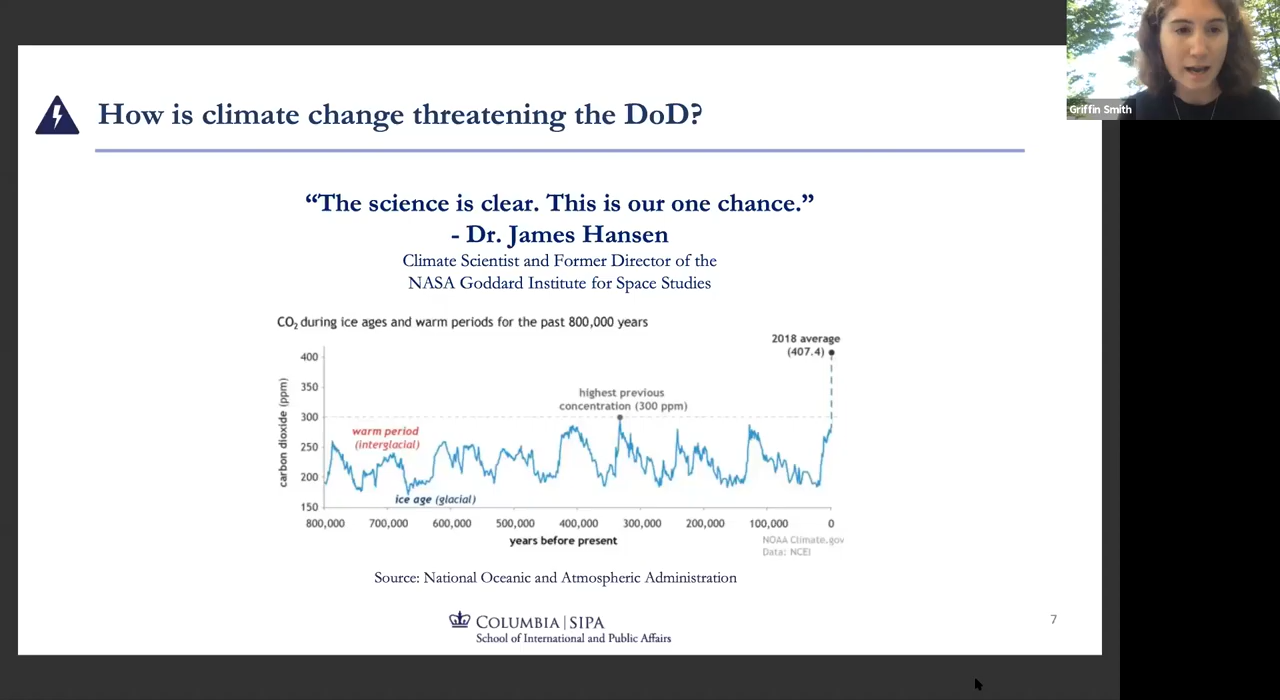 Griffin Smith
How is climate change threatening the DoD?
“The science is clear. This is our one chance.”
- Dr. James Hansen
Climate Scientist and Former Director of the
NASA Goddard Institute for Space Studies
CO2 during ice ages and warm periods for the past 800,000 years
2018 average
(407.4)
400
350
300
250
200
150
carbon dioxide (ppm)
highest previous
concentration (300 ppm)
warm period
(interglacial)
ice age (glacial)
800,000 700,000 600,000 500,000 400,000 300,000 200,000 100,000 0
years before present
NOAA Climate.gov
Data: NCEI
Source: National Oceanic and Atmospheric Administration
COLUMBIA | SIPA
School of International and Public Affairs
7